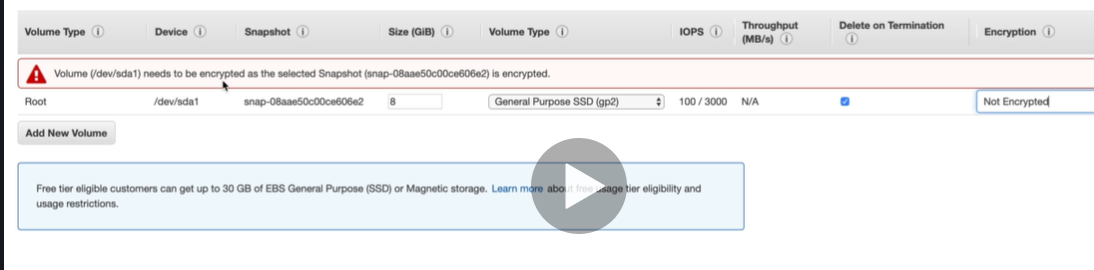 Volume Type Device Snapshot Size (GiB) Volume Type IOPS Throughput (MB/s) Delete on Termination Encryption
Volume (/dev/sda1) needs to be encrypted as the selected Snapshot (snap-08aae50c00ce606e2) is encrypted.
Root /dev/sda1 snap-08aae50c00ce606e2 8 General Purpose SSD (gp2) 100 / 3000 N/A Not Encrypted
Add New Volume
Free tier eligible customers can get up to 30 GB of EBS General Purpose (SSD) or Magnetic storage. Learn more about free usage tier eligibility and
usage restrictions.